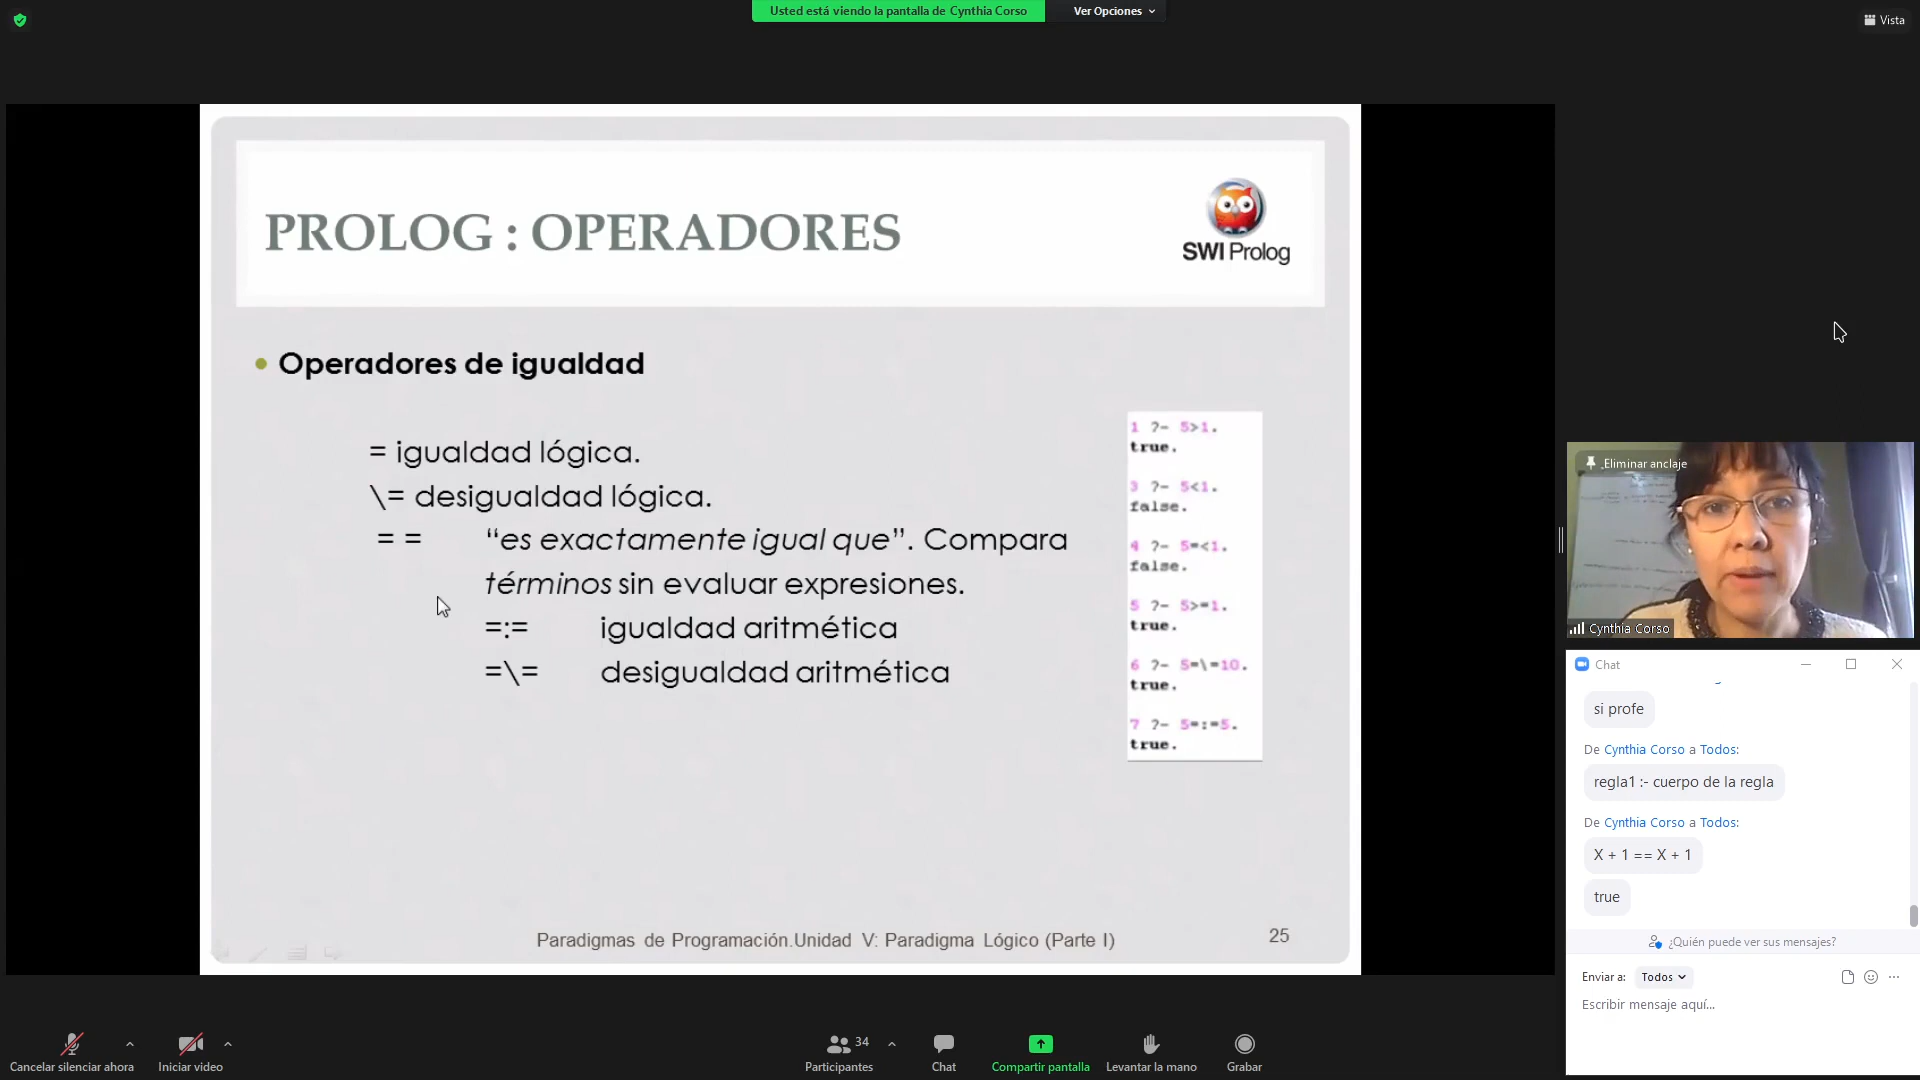 Usted está viendo la pantalla de Cynthia Corso
Ver Opciones
Vista
PROLOG : OPERADORES
SWI Prolog
Operadores de igualdad
= igualdad lógica.
\= desigualdad lógica.
= = “es exactamente igual que”. Compara
términos sin evaluar expresiones.
=:= igualdad aritmética
=\= desigualdad aritmética
1 ?- 5>1.
true.
3 ?- 5<1.
false.
4 ?- 5=<1.
false.
5 ?- 5>=1.
true.
6 ?- 5=\=10.
true.
7 ?- 5=:=5.
true.
Paradigmas de Programación.Unidad V: Paradigma Lógico (Parte I)
25
Eliminar anclaje
Cynthia Corso
Chat
si profe
De Cynthia Corso a Todos:
regla1 :- cuerpo de la regla
De Cynthia Corso a Todos:
X + 1 == X + 1
true
¿Quién puede ver sus mensajes?
Enviar a: Todos
Escribir mensaje aquí...
Cancelar silenciar ahora
Iniciar video
34
Participantes
Chat
Compartir pantalla
Levantar la mano
Grabar